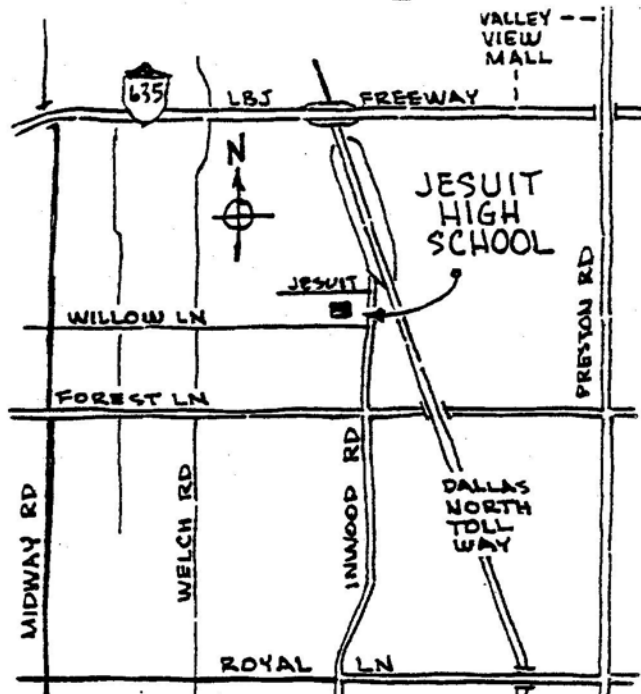 VALLEY
VIEW
MALL
635
LBJ FREEWAY
N
JESUIT
HIGH
SCHOOL
JESUIT
WILLOW LN
PRESTON RD
FOREST LN
MIDWAY RD
WELCH RD
INWOOD RD
DALLAS
NORTH
TOLL
WAY
ROYAL LN